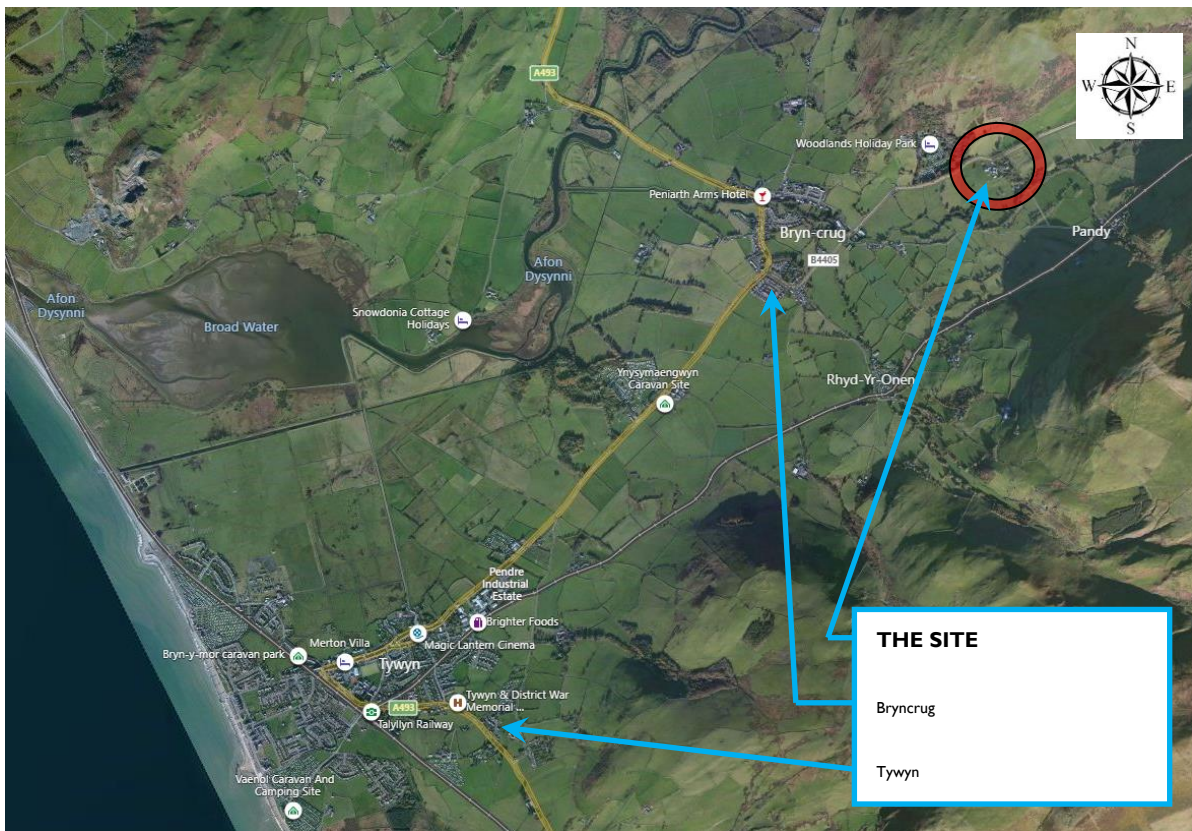 A493
N
W
E
S
Woodlands Holiday Park
Peniarth Arms Hotel
Bryn-crug
Pandy
B4405
Afon
Dysynni
Afon
Dysynni
Broad Water
Snowdonia Cottage
Holidays
Ynysymaengwyn
Caravan Site
Rhyd-Yr-Onen
Pendre
Industrial
Estate
Brighter Foods
Merton Villa
Magic Lantern Cinema
Bryn-y-mor caravan park
Tywyn
Tywyn & District War
Memorial ...
H
A493
Talyllyn Railway
Vaenol Caravan And
Camping Site
THE SITE
Bryncrug
Tywyn